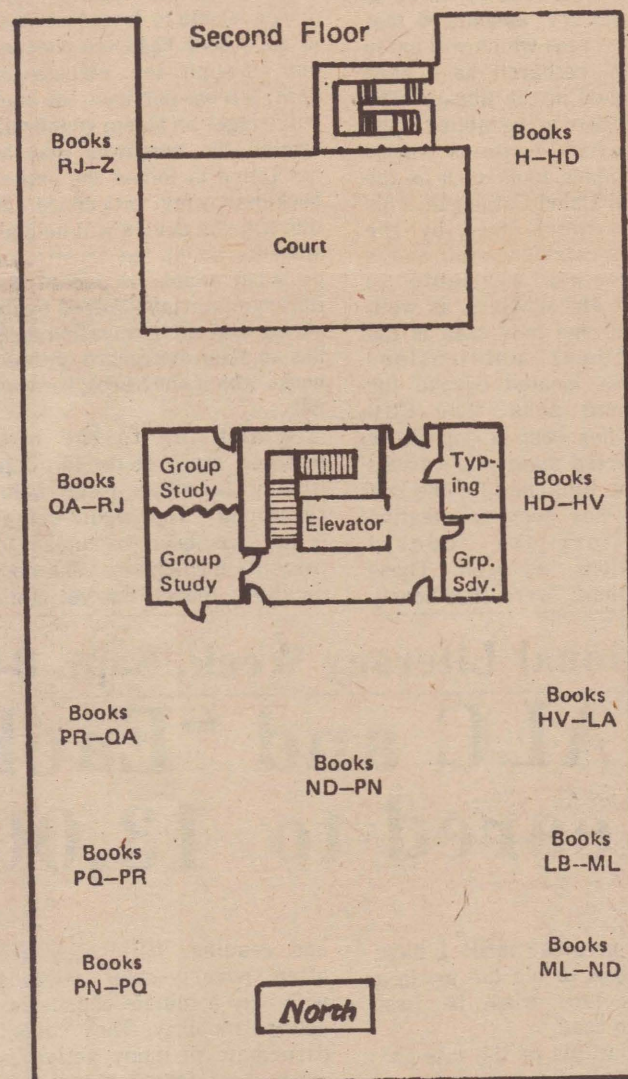 Second Floor
Books
RJ–Z
Books
H–HD
Court
Books
QA–RJ
Group
Study
Group
Study
Elevator
Typ-
ing
Grp.
Sdy.
Books
HD–HV
Books
PR–QA
Books
HV–LA
Books
ND–PN
Books
PQ–PR
Books
LB--ML
Books
PN–PQ
Books
ML–ND
North